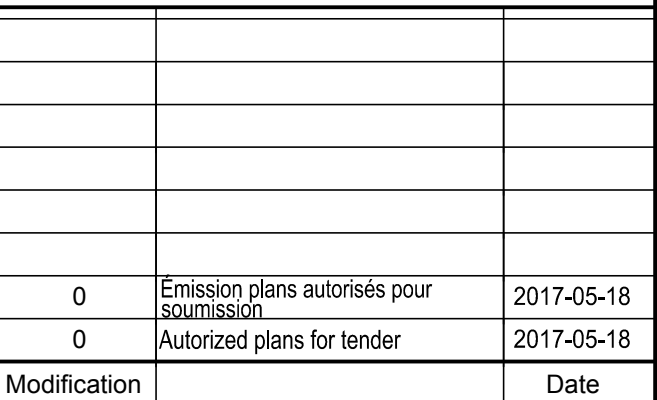 0 Émission plans autorisés pour
soumission 2017-05-18
0 Autorized plans for tender 2017-05-18
Modification Date